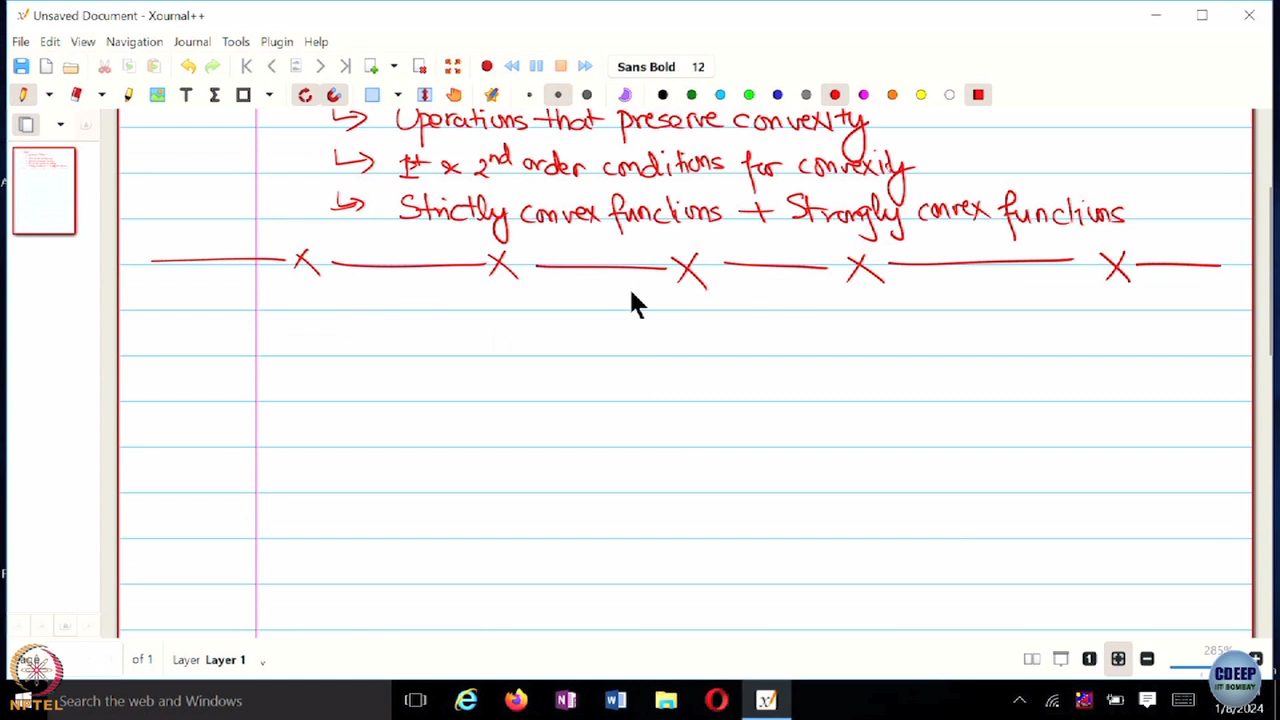 Unsaved Document - Xournal++
File Edit View Navigation Journal Tools Plugin Help
Sans Bold 12
↳ Operations that preserve convexity
↳ 1st & 2nd order conditions for convexity
↳ Strictly convex functions + Strongly convex functions
of 1 Layer Layer 1
285%
NPTEL
CDEEP
IIT BOMBAY
Search the web and Windows
1/8/2024